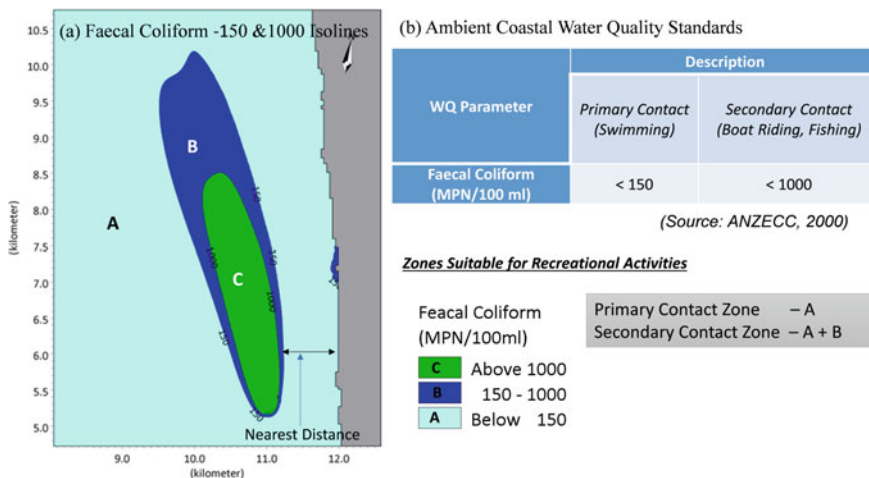 (a) Faecal Coliform -150 &1000 Isolines
10.5
10.0
9.5
9.0
8.5
8.0
7.5
7.0
6.5
6.0
5.5
5.0
(kilometer)
9.0 10.0 11.0 12.0
(kilometer)
A
B
C
150
150
1000
1000
150
150
Nearest Distance
(b) Ambient Coastal Water Quality Standards
WQ Parameter
Description
Primary Contact
(Swimming)
Secondary Contact
(Boat Riding, Fishing)
Faecal Coliform
(MPN/100 ml)
< 150
< 1000
(Source: ANZECC, 2000)
Zones Suitable for Recreational Activities
Feacal Coliform
(MPN/100ml)
C Above 1000
B 150 - 1000
A Below 150
Primary Contact Zone – A
Secondary Contact Zone – A + B